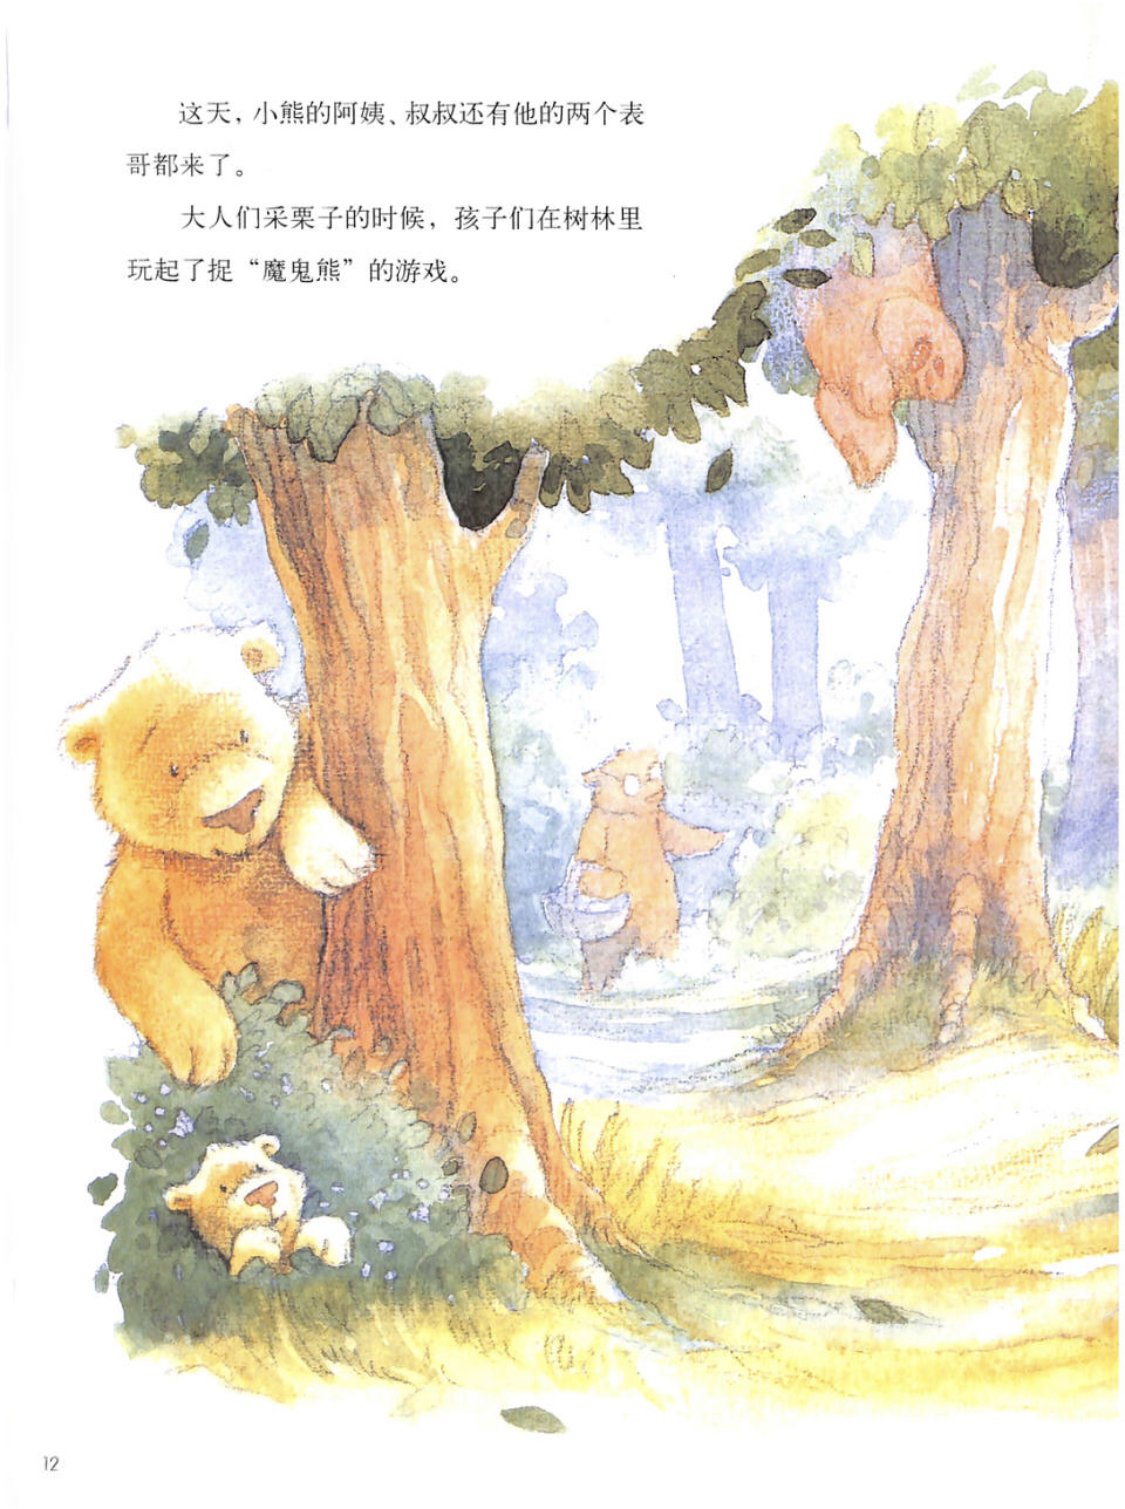 这天，小熊的阿姨、叔叔还有他的两个表
哥都来了。
大人们采栗子的时候，孩子们在树林里
玩起了捉“魔鬼熊”的游戏。
12